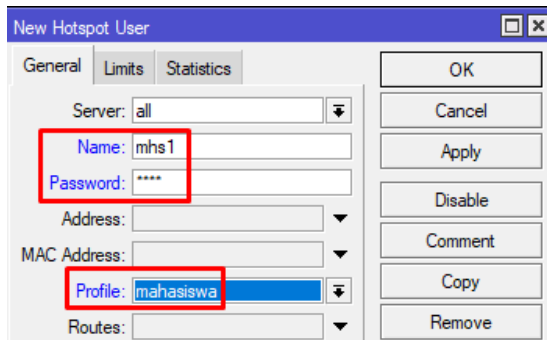 New Hotspot User
General Limits Statistics
Server: all
Name: mhs1
Password: ****
Address:
MAC Address:
Profile: mahasiswa
Routes:
OK
Cancel
Apply
Disable
Comment
Copy
Remove